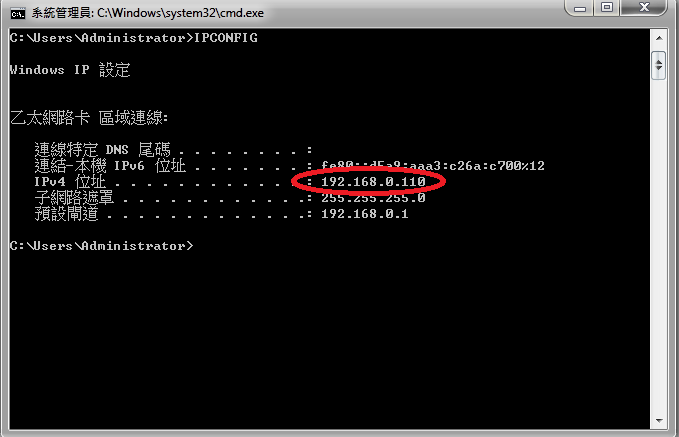 系統管理員: C:\Windows\system32\cmd.exe
C:\Users\Administrator>IPCONFIG
Windows IP 設定
乙太網路卡 區域連線:
連線特定 DNS 尾碼 . . . . . . . . :
連結-本機 IPv6 位址 . . . . . . . : fe80::d5a9:aaa3:c26a:c700%12
IPv4 位址 . . . . . . . . . . . . : 192.168.0.110
子網路遮罩 . . . . . . . . . . . .: 255.255.255.0
預設閘道 . . . . . . . . . . . . .: 192.168.0.1
C:\Users\Administrator>